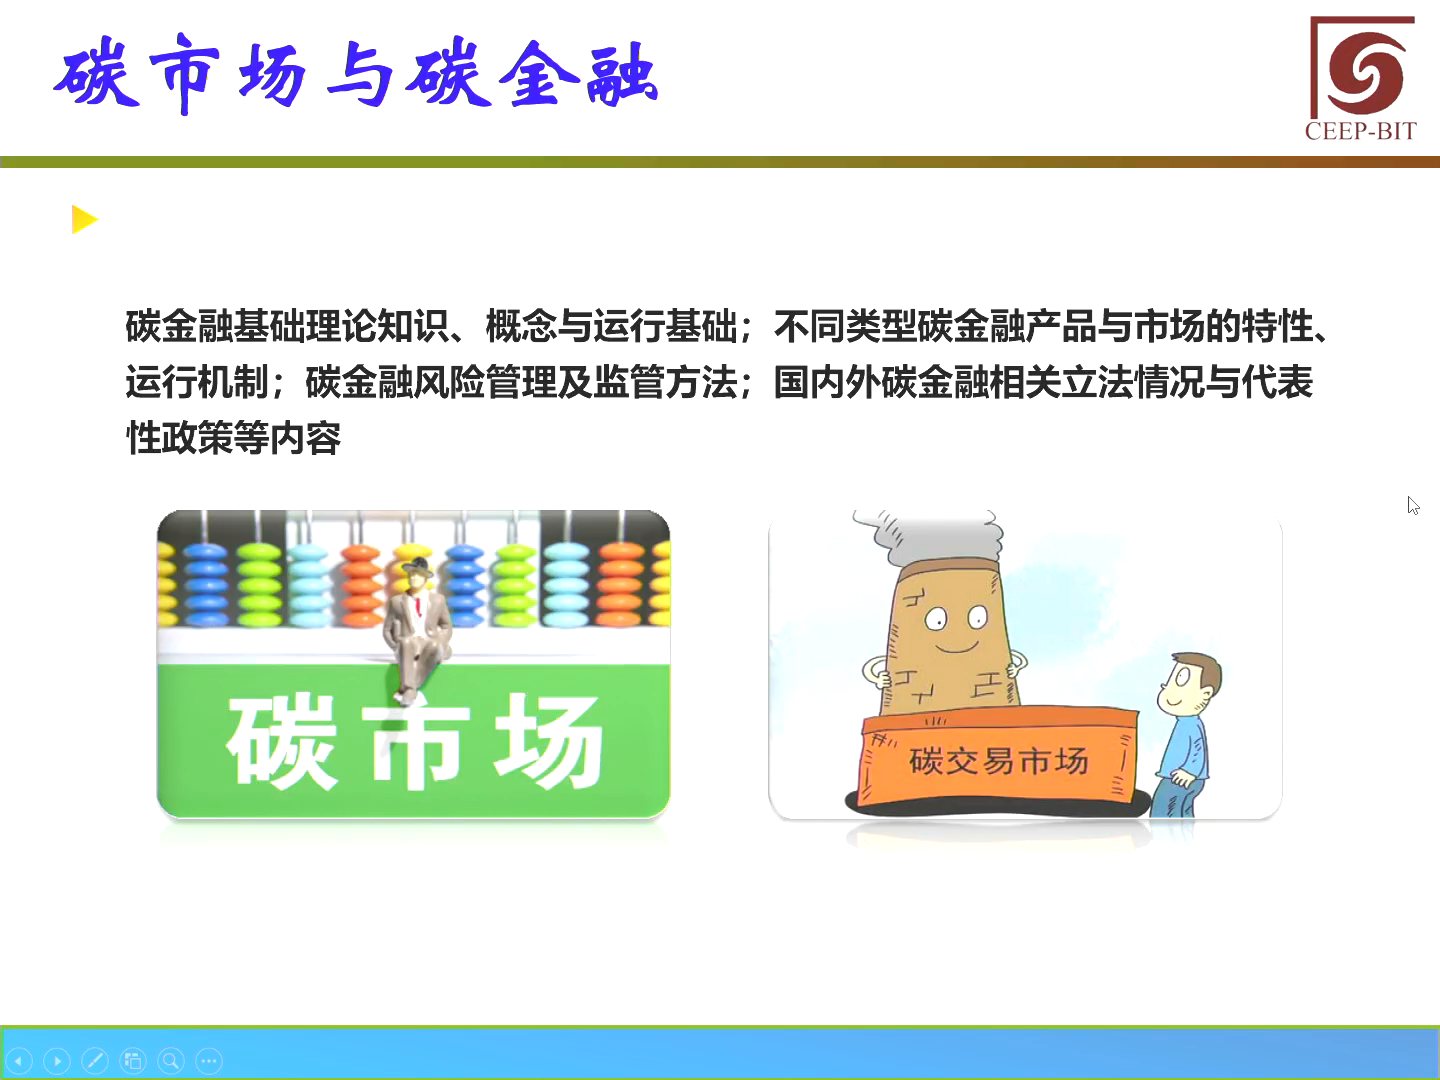 碳市场与碳金融
CEEP-BIT
碳金融基础理论知识、概念与运行基础；不同类型碳金融产品与市场的特性、
运行机制；碳金融风险管理及监管方法；国内外碳金融相关立法情况与代表
性政策等内容
碳市场
碳交易市场